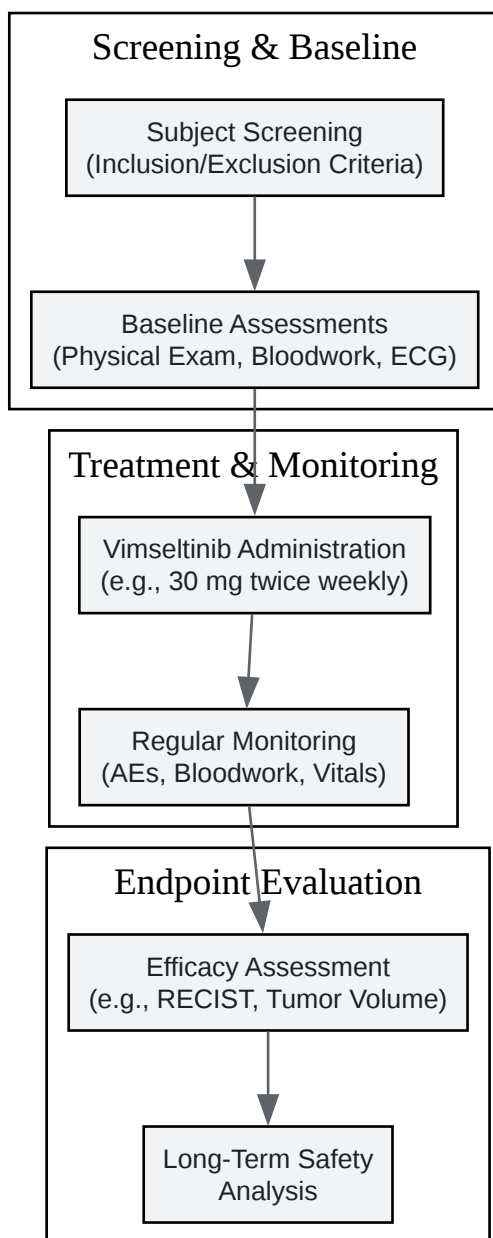 Screening & Baseline
Subject Screening
(Inclusion/Exclusion Criteria)
Baseline Assessments
(Physical Exam, Bloodwork, ECG)
Treatment & Monitoring
Vimseltinib Administration
(e.g., 30 mg twice weekly)
Regular Monitoring
(AEs, Bloodwork, Vitals)
Endpoint Evaluation
Efficacy Assessment
(e.g., RECIST, Tumor Volume)
Long-Term Safety
Analysis